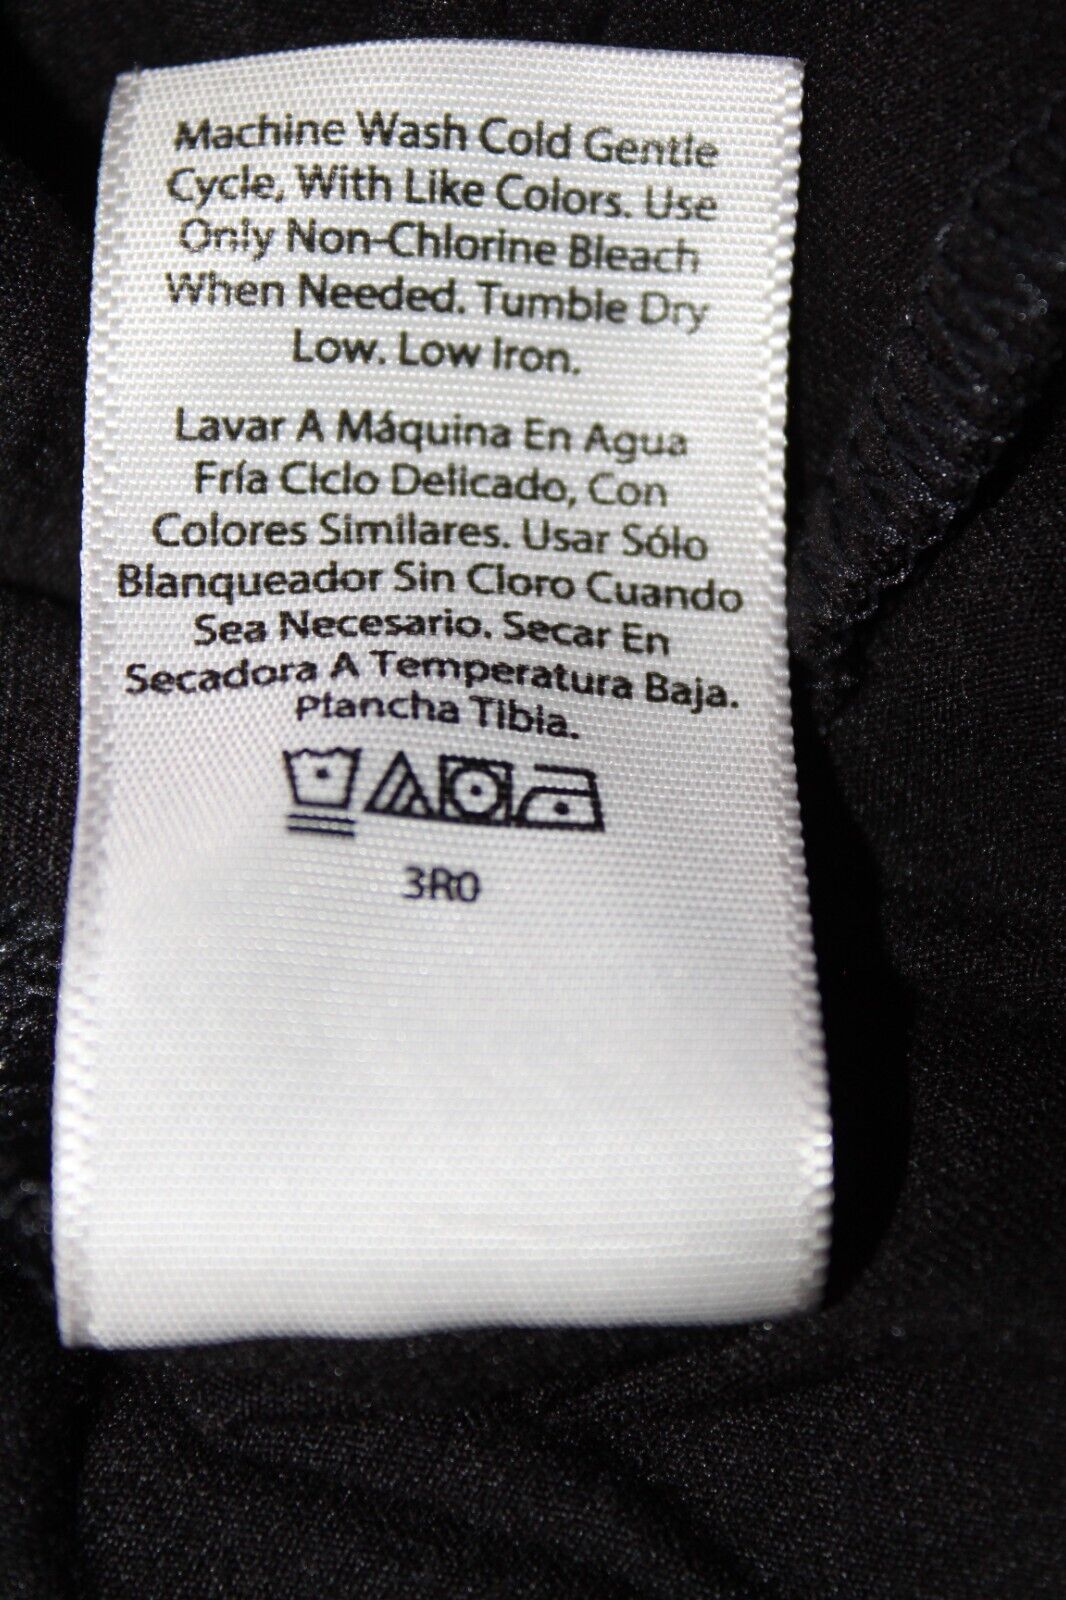 Machine Wash Cold Gentle
Cycle, With Like Colors. Use
Only Non-Chlorine Bleach
When Needed. Tumble Dry
Low. Low Iron.
Lavar A Máquina En Agua
Fría Ciclo Delicado, Con
Colores Similares. Usar Sólo
Blanqueador Sin Cloro Cuando
Sea Necesario. Secar En
Secadora A Temperatura Baja.
Plancha Tibia.
3R0